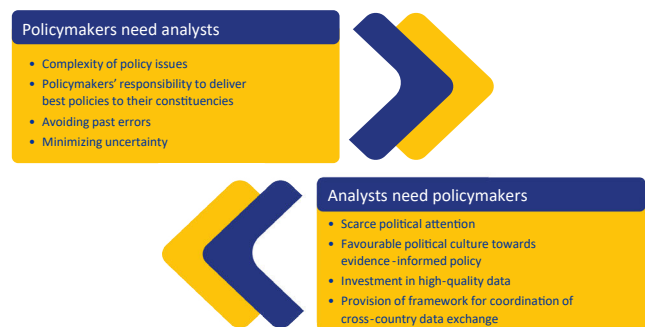 Policymakers need analysts
• Complexity of policy issues
• Policymakers' responsibility to deliver
best policies to their constituencies
• Avoiding past errors
• Minimizing uncertainty
Analysts need policymakers
• Scarce political attention
• Favourable political culture towards
evidence-informed policy
• Investment in high-quality data
• Provision of framework for coordination of
cross-country data exchange